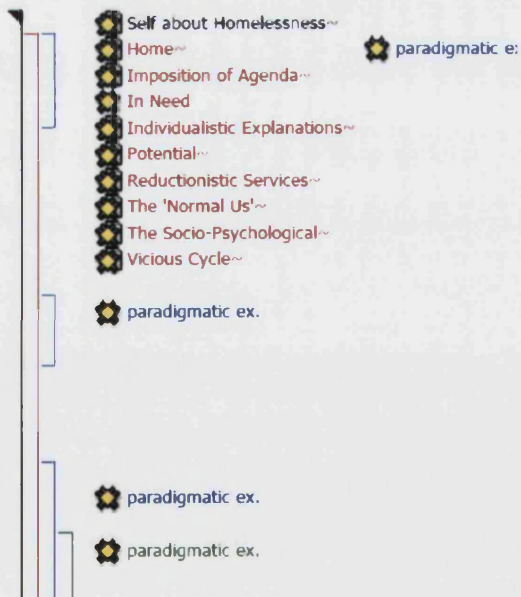 Self about Homelessness~
Home~
paradigmatic e:
Imposition of Agenda~
In Need
Individualistic Explanations~
Potential~
Reductionistic Services~
The 'Normal Us'~
The Socio-Psychological~
Vicious Cycle~
paradigmatic ex.
paradigmatic ex.
paradigmatic ex.